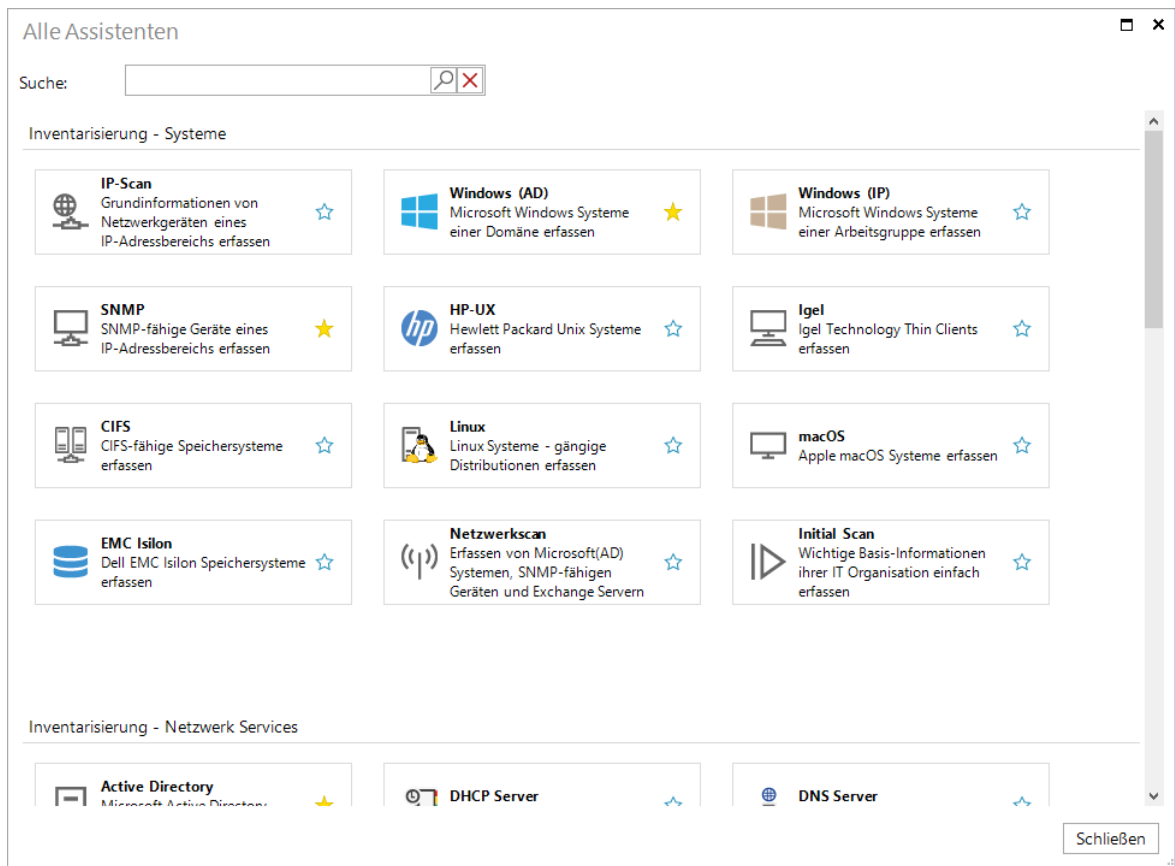 Alle Assistenten
Suche:
Inventarisierung - Systeme
IP-Scan
Grundinformationen von
Netzwerkgeräten eines
IP-Adressbereichs erfassen
Windows (AD)
Microsoft Windows Systeme
einer Domäne erfassen
Windows (IP)
Microsoft Windows Systeme
einer Arbeitsgruppe erfassen
SNMP
SNMP-fähige Geräte eines
IP-Adressbereichs erfassen
hp
HP-UX
Hewlett Packard Unix Systeme
erfassen
Igel
Igel Technology Thin Clients
erfassen
CIFS
CIFS-fähige Speichersysteme
erfassen
Linux
Linux Systeme - gängige
Distributionen erfassen
macOS
Apple macOS Systeme erfassen
EMC Isilon
Dell EMC Isilon Speichersysteme
erfassen
Netzwerkscan
Erfassen von Microsoft(AD)
Systemen, SNMP-fähigen
Geräten und Exchange Servern
Initial Scan
Wichtige Basis-Informationen
ihrer IT Organisation einfach
erfassen
Inventarisierung - Netzwerk Services
Active Directory
Microsoft Active Directory
DHCP Server
DNS Server
Schließen